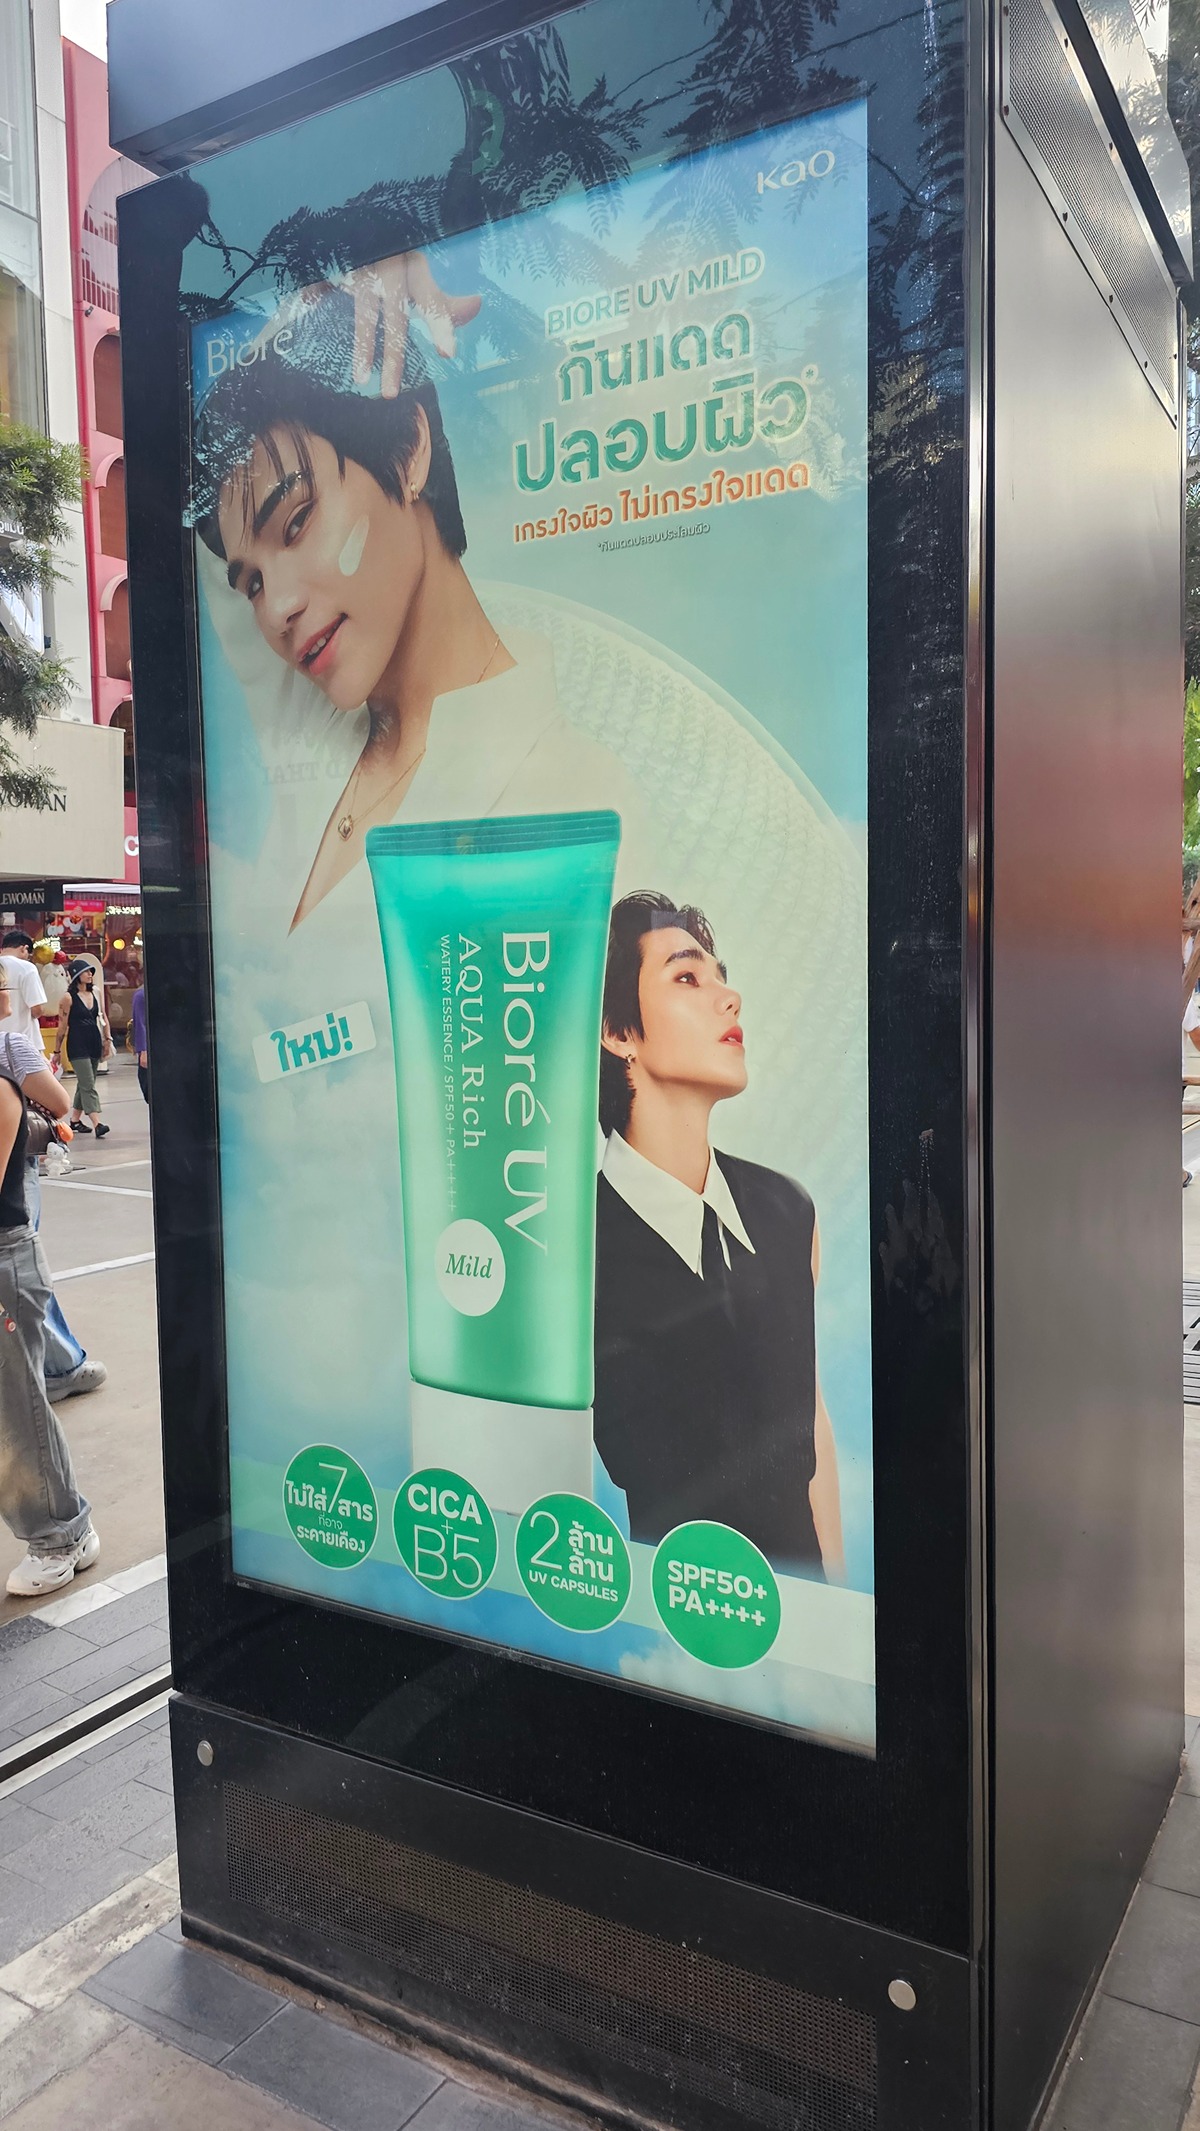 Kao
Bioré
BIORE UV MILD
กันแดด
ปลอบผิว*
เกรงใจผิว ไม่เกรงใจแดด
*กันแดดปลอบประโลมผิว
Bioré UV
AQUA Rich
WATERY ESSENCE / SPF50+ PA++++
Mild
ใหม่!
ไม่ใส่ 7 สาร
ที่อาจ
ระคายเคือง
CICA
+
B5
2 ล้าน
ล้าน
UV CAPSULES
SPF50+
PA++++
WOMAN
LEWOMAN